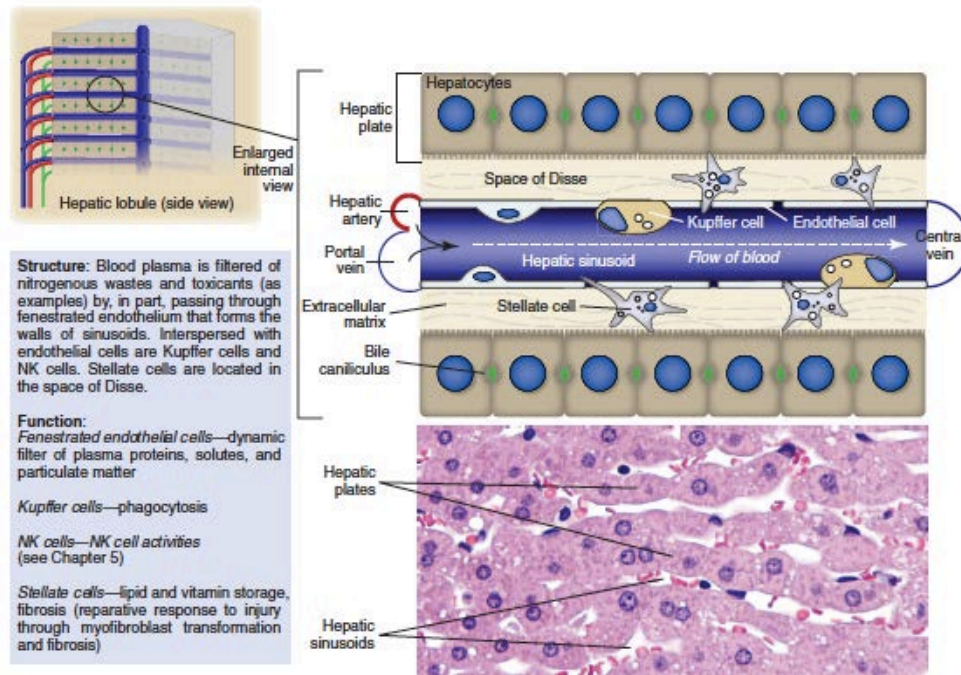 Hepatic lobule (side view)
Enlarged
internal
view
Hepatic
plate
Hepatocytes
Space of Disse
Hepatic
artery
Kupffer cell
Endothelial cell
Portal
vein
Hepatic sinusoid
Flow of blood
Central
vein
Extracellular
matrix
Stellate cell
Bile
caniliculus
Structure: Blood plasma is filtered of
nitrogenous wastes and toxicants (as
examples) by, in part, passing through
fenestrated endothelium that forms the
walls of sinusoids. Interspersed with
endothelial cells are Kupffer cells and
NK cells. Stellate cells are located in
the space of Disse.
Function:
Fenestrated endothelial cells—dynamic
filter of plasma proteins, solutes, and
particulate matter
Kupffer cells—phagocytosis
NK cells—NK cell activities
(see Chapter 5)
Stellate cells—lipid and vitamin storage,
fibrosis (reparative response to injury
through myofibroblast transformation
and fibrosis)
Hepatic
plates
Hepatic
sinusoids